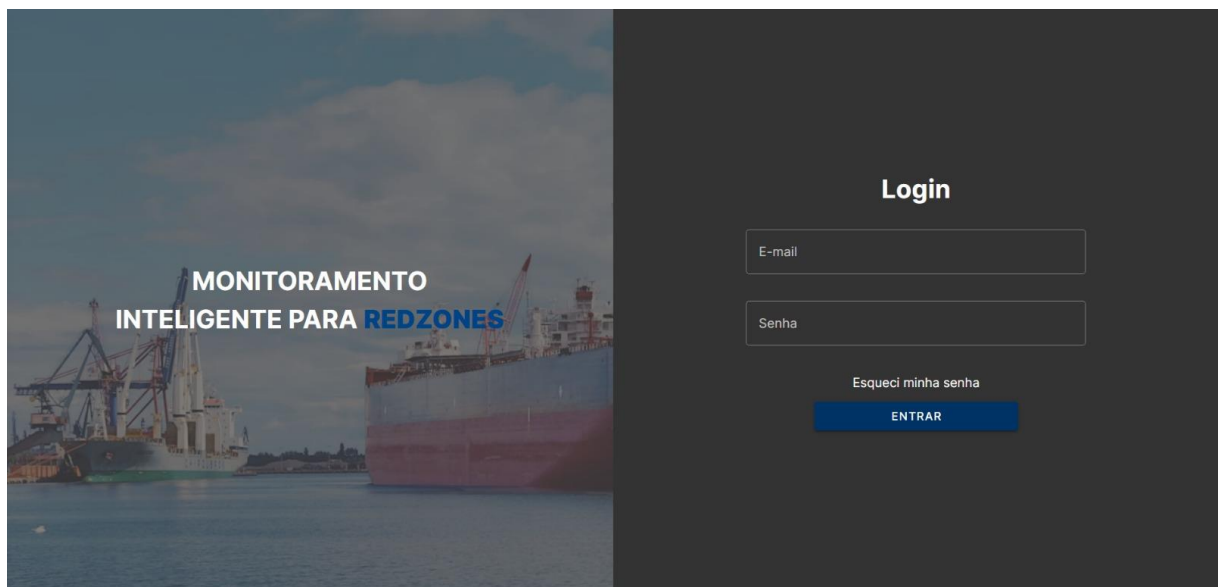 MONITORAMENTO
INTELIGENTE PARA REDZONES
Login
E-mail
Senha
Esqueci minha senha
ENTRAR